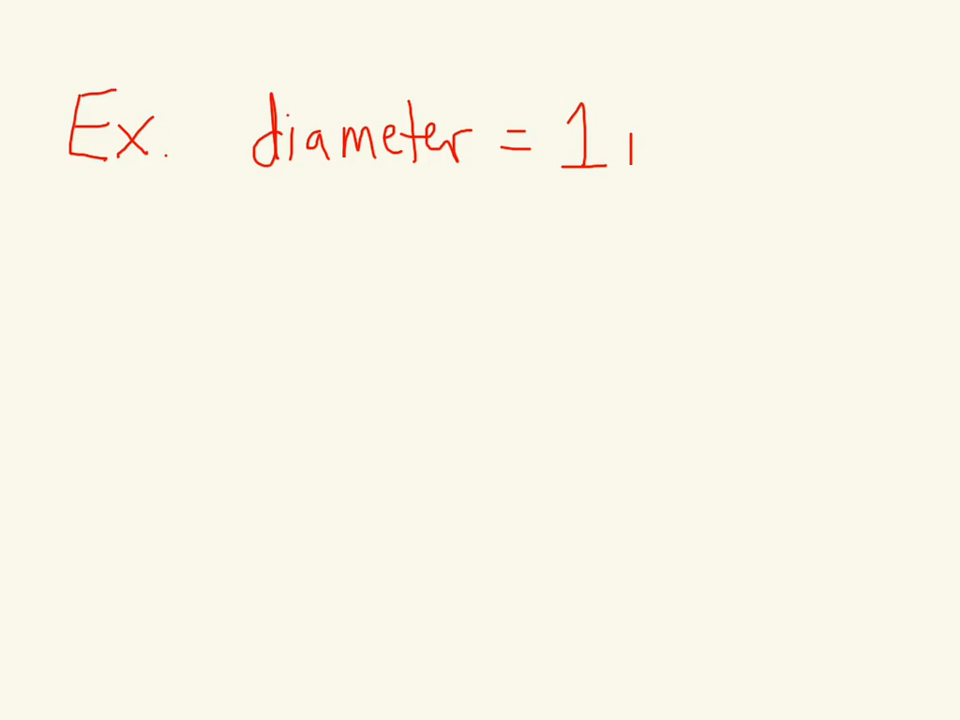 Ex. diameter = 1